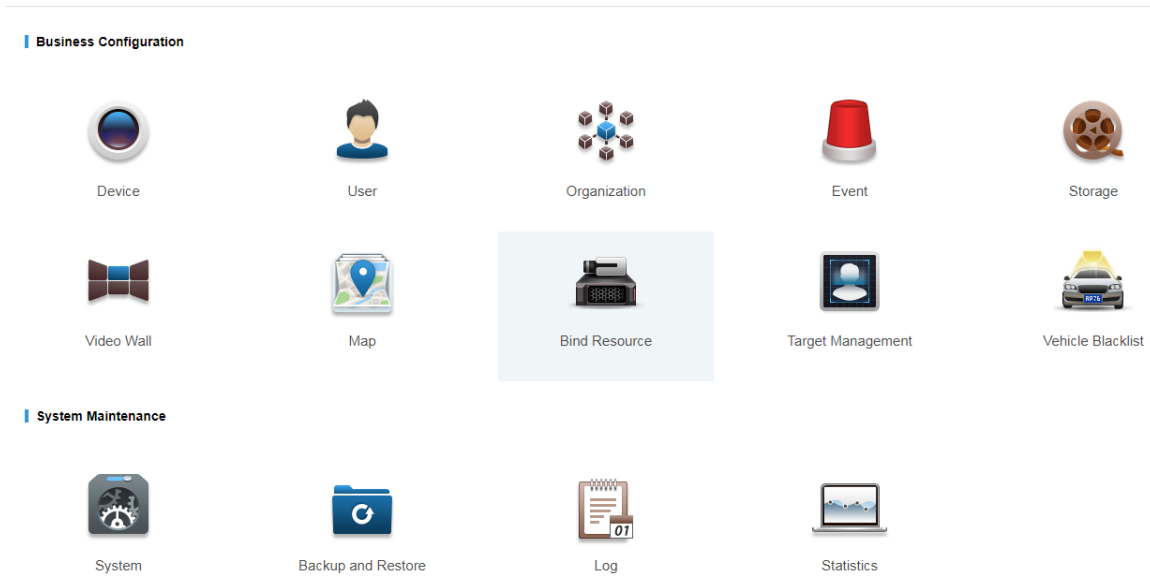 Business Configuration
Device User Organization Event Storage
Video Wall Map Bind Resource Target Management Vehicle Blacklist
System Maintenance
01
System Backup and Restore Log Statistics